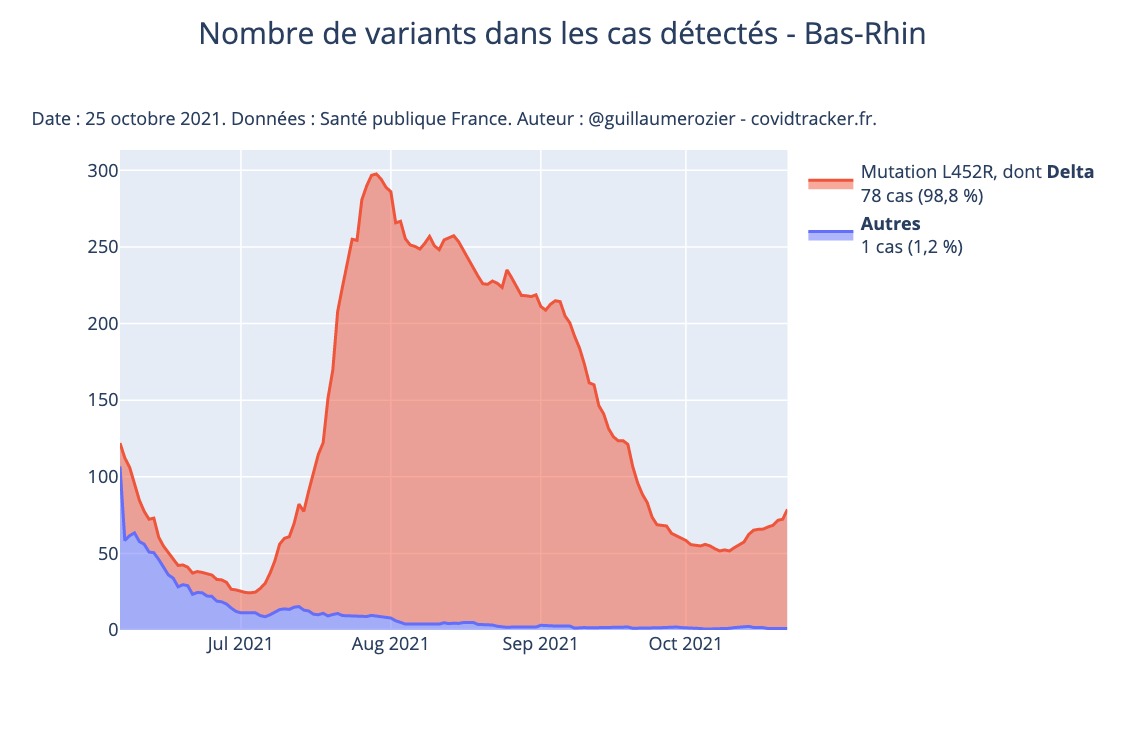 Nombre de variants dans les cas détectés - Bas-Rhin
Date : 25 octobre 2021. Données : Santé publique France. Auteur : @guillaumerozier - covidtracker.fr.
300
250
200
150
100
50
0
Jul 2021
Aug 2021
Sep 2021
Oct 2021
Mutation L452R, dont Delta
78 cas (98,8 %)
Autres
1 cas (1,2 %)